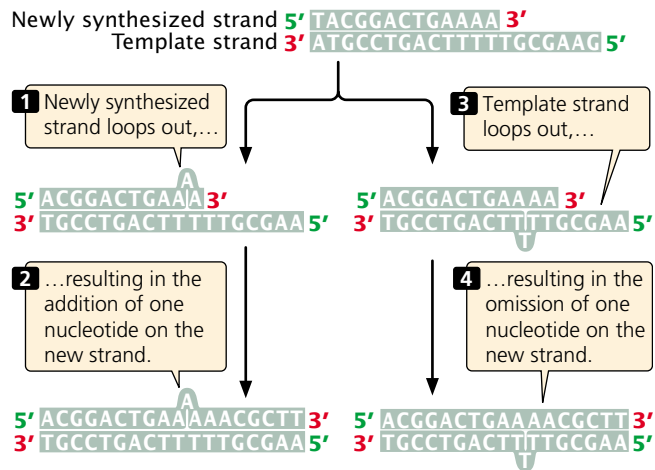 Newly synthesized strand 5′ TACGGACTGAAAA 3′
Template strand 3′ ATGCCTGACTTTTTGCGAAG 5′
1 Newly synthesized
strand loops out,…
3 Template strand
loops out,…
A
5′ ACGGACTGAAA 3′
3′ TGCCTGACTTTTTGCGAA 5′
5′ ACGGACTGAAAA 3′
3′ TGCCTGACTTTTGCGAA 5′
T
2 …resulting in the
addition of one
nucleotide on the
new strand.
4 …resulting in the
omission of one
nucleotide on the
new strand.
A
5′ ACGGACTGAAAAACGCTT 3′
3′ TGCCTGACTTTTTGCGAA 5′
5′ ACGGACTGAAAACGCTT 3′
3′ TGCCTGACTTTTGCGAA 5′
T